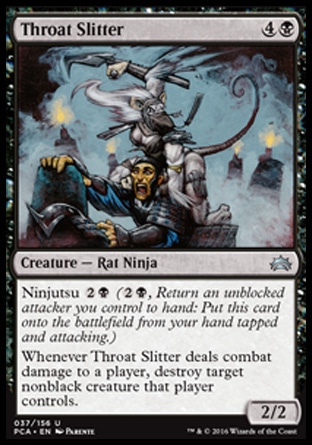 Throat Slitter 4
Creature — Rat Ninja
Ninjutsu 2 (2, Return an unblocked
attacker you control to hand: Put this card
onto the battlefield from your hand tapped
and attacking.)
Whenever Throat Slitter deals combat
damage to a player, destroy target
nonblack creature that player
controls.
2/2
037/156 U
PCA • EN Parente
™ & © 2016 Wizards of the Coast